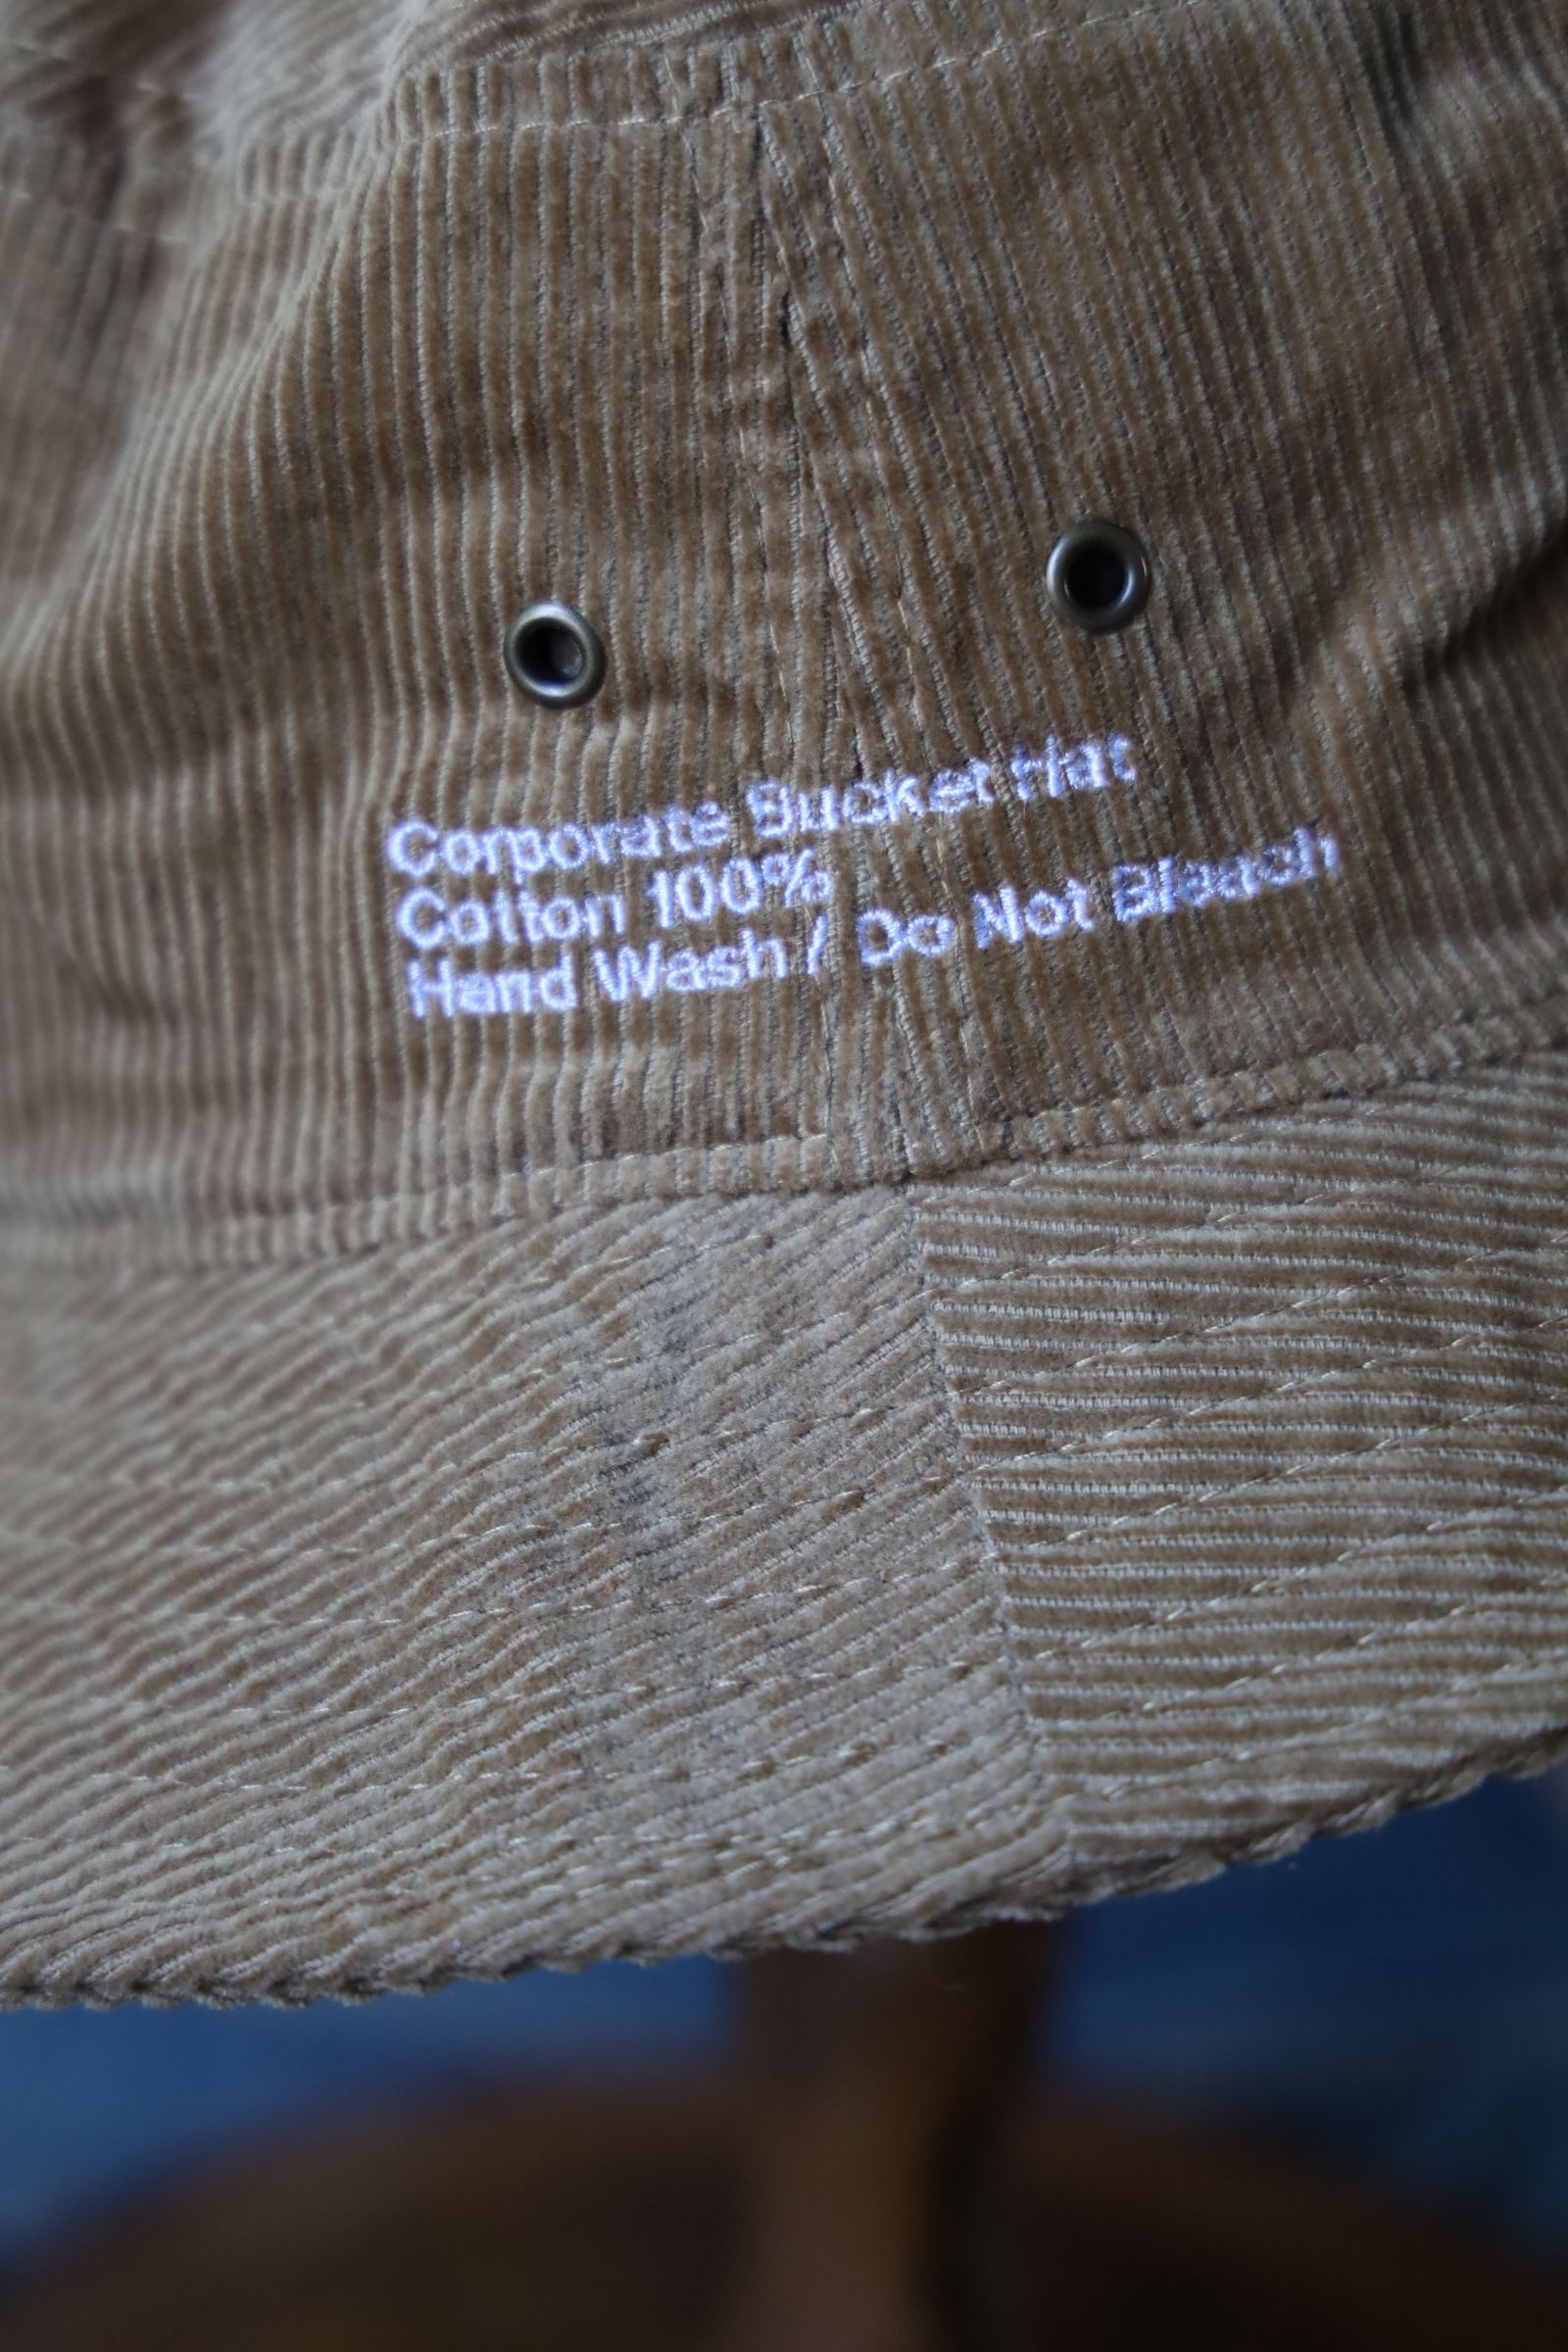 Corporate Bucket Hat
Cotton 100%
Hand Wash / Do Not Bleach